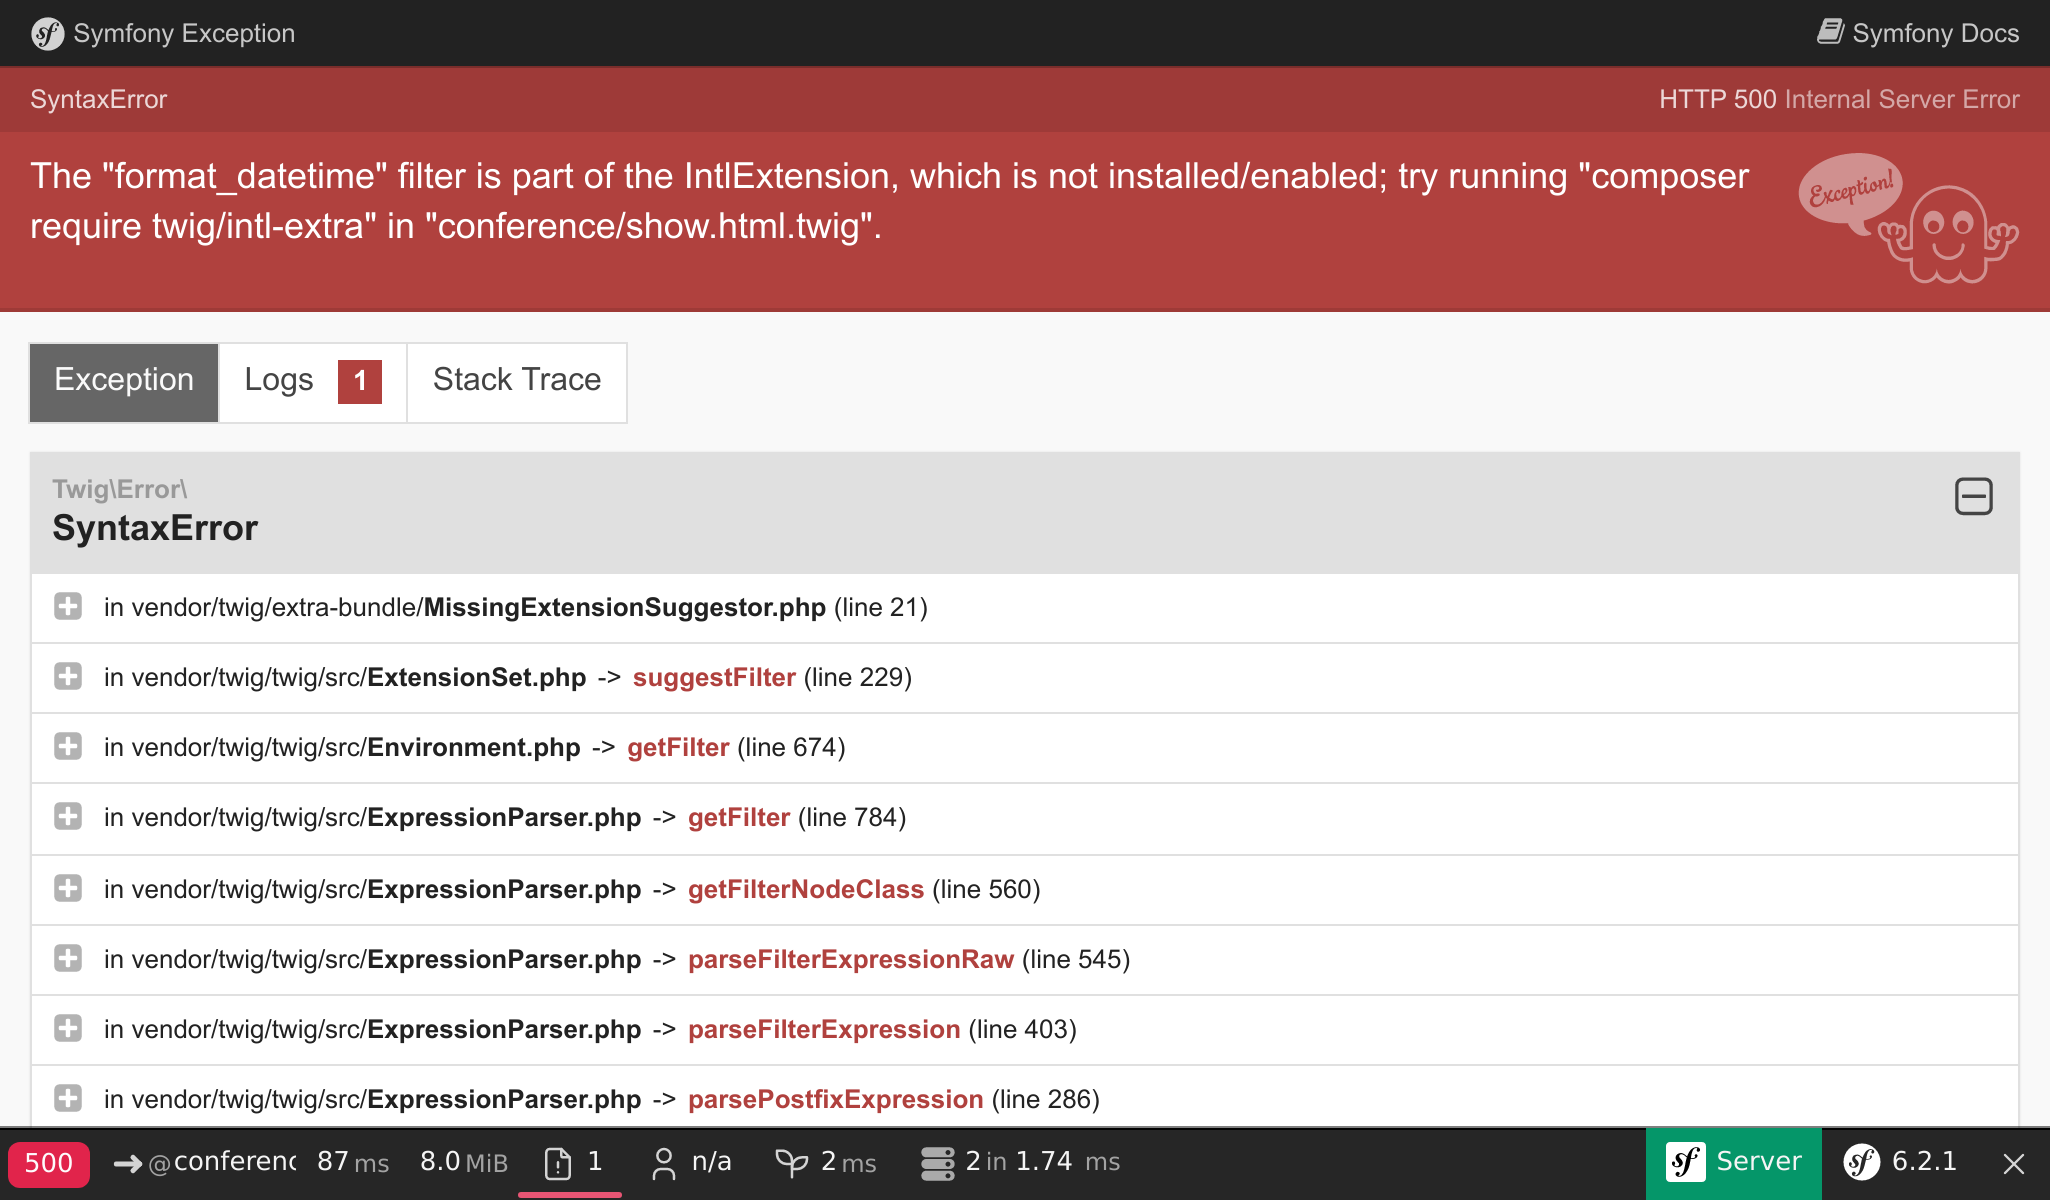 Symfony Exception
Symfony Docs
SyntaxError
HTTP 500 Internal Server Error
The "format_datetime" filter is part of the IntlExtension, which is not installed/enabled; try running "composer
require twig/intl-extra" in "conference/show.html.twig".
Exception!
Exception
Logs 1
Stack Trace
Twig\Error\
SyntaxError
in vendor/twig/extra-bundle/MissingExtensionSuggestor.php (line 21)
in vendor/twig/twig/src/ExtensionSet.php -> suggestFilter (line 229)
in vendor/twig/twig/src/Environment.php -> getFilter (line 674)
in vendor/twig/twig/src/ExpressionParser.php -> getFilter (line 784)
in vendor/twig/twig/src/ExpressionParser.php -> getFilterNodeClass (line 560)
in vendor/twig/twig/src/ExpressionParser.php -> parseFilterExpressionRaw (line 545)
in vendor/twig/twig/src/ExpressionParser.php -> parseFilterExpression (line 403)
in vendor/twig/twig/src/ExpressionParser.php -> parsePostfixExpression (line 286)
500 @conferenc 87 ms 8.0 MiB 1 n/a 2 ms 2 in 1.74 ms sf Server sf 6.2.1